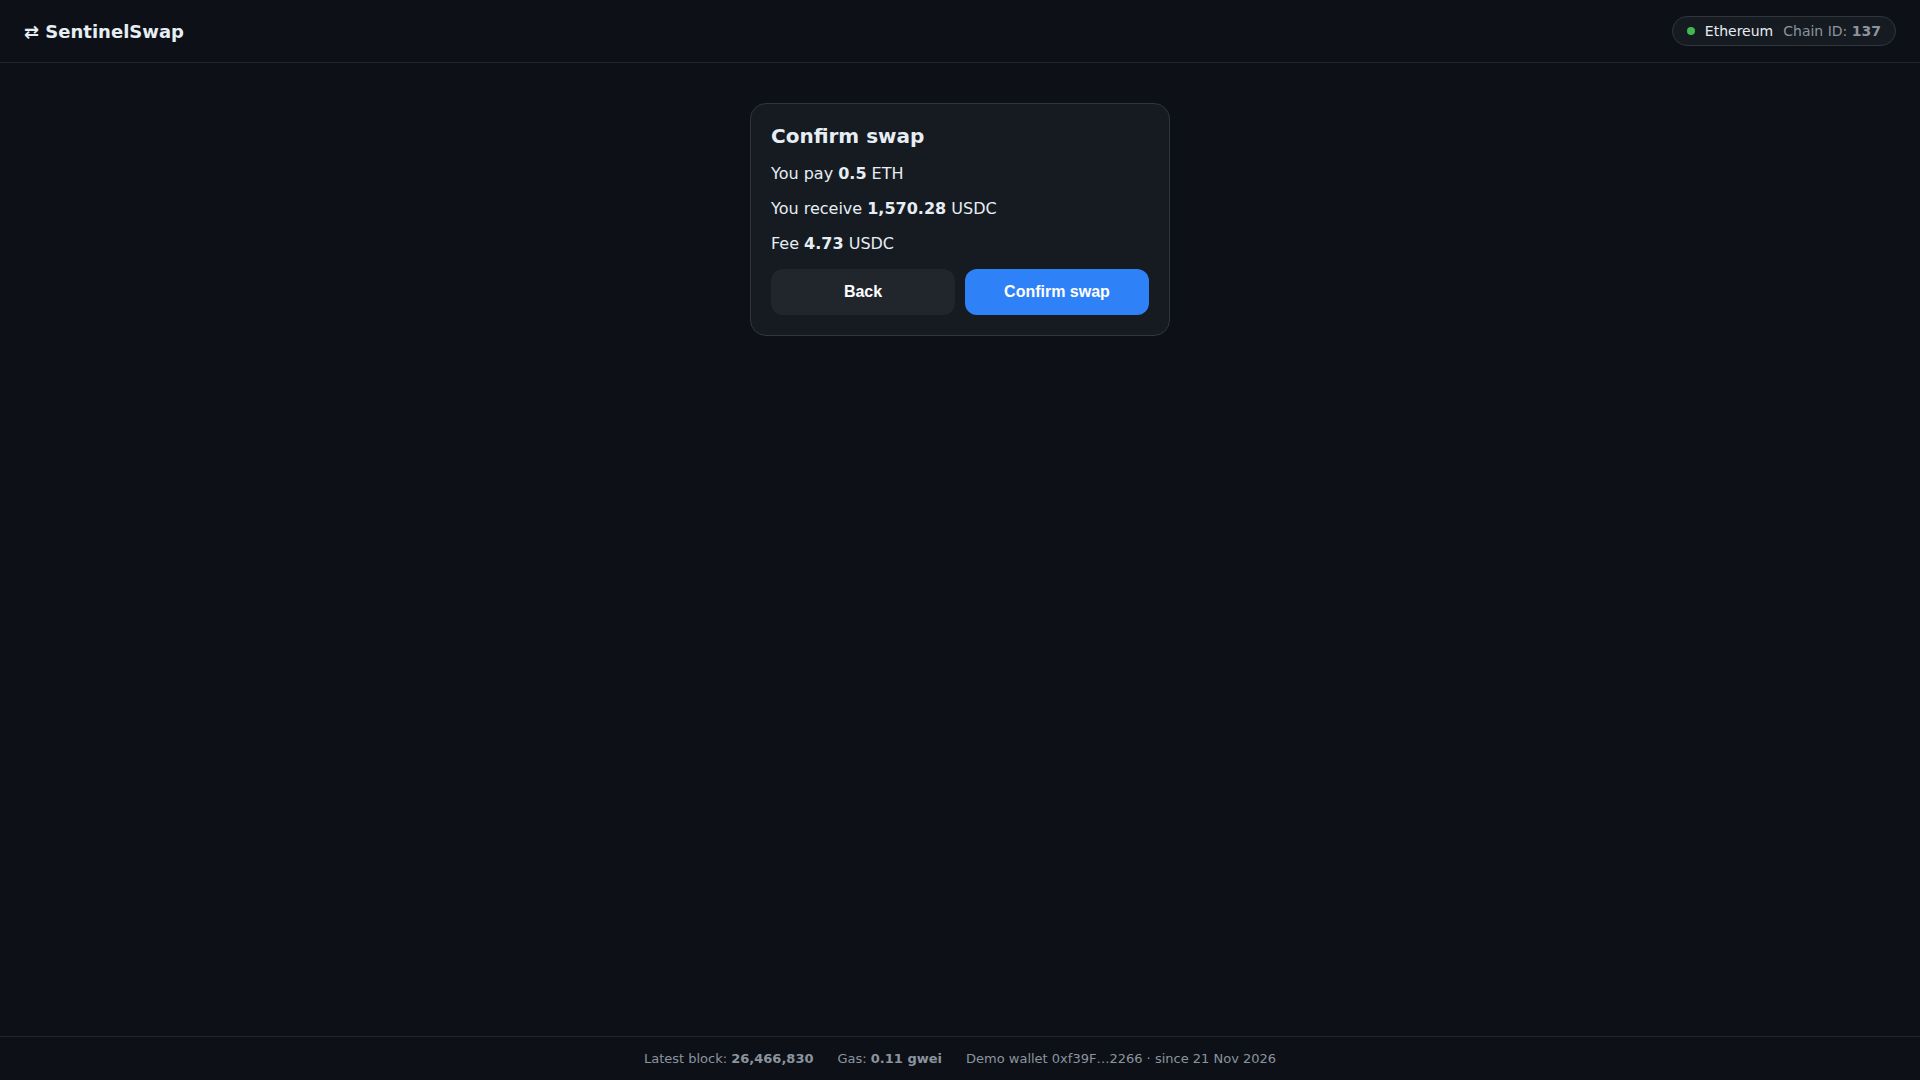 ⇄ SentinelSwap
Ethereum Chain ID: 137
Confirm swap
You pay 0.5 ETH
You receive 1,570.28 USDC
Fee 4.73 USDC
Back
Confirm swap
Latest block: 26,466,830 Gas: 0.11 gwei Demo wallet 0xf39F…2266 · since 21 Nov 2026